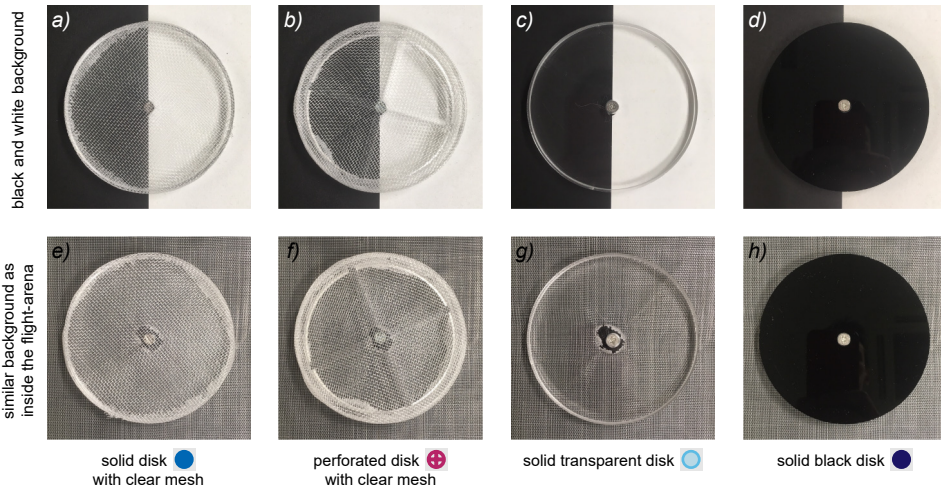 black and white background
a)
b)
c)
d)
similar background as
inside the flight-arena
e)
f)
g)
h)
solid disk
with clear mesh
perforated disk
with clear mesh
solid transparent disk
solid black disk